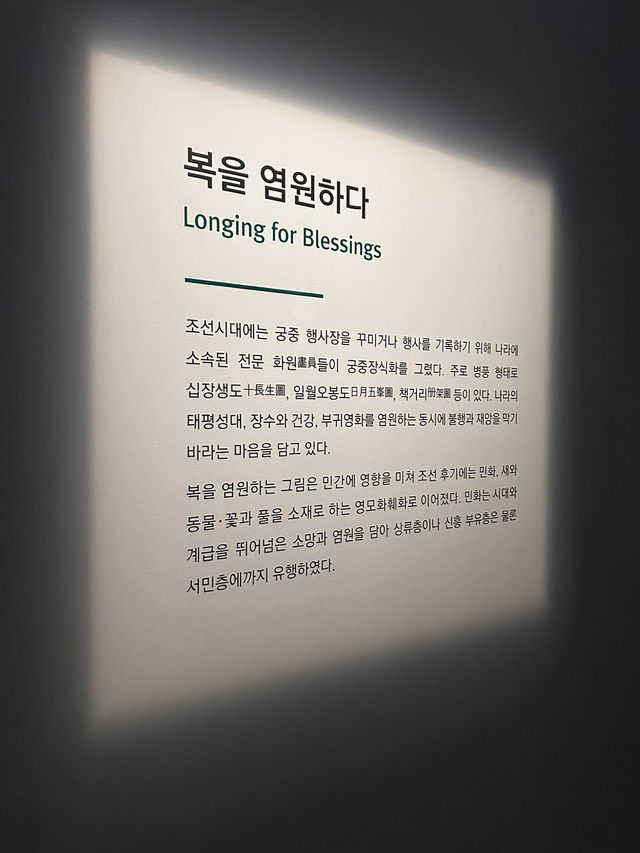 복을 염원하다
Longing for Blessings
조선시대에는 궁중 행사장을 꾸미거나 행사를 기록하기 위해 나라에
소속된 전문 화원畫員들이 궁중장식화를 그렸다. 주로 병풍 형태로
십장생도十長生圖, 일월오봉도日月五峯圖, 책거리冊架圖 등이 있다. 나라의
태평성대, 장수와 건강, 부귀영화를 염원하는 동시에 불행과 재앙을 막기
바라는 마음을 담고 있다.
복을 염원하는 그림은 민간에 영향을 미쳐 조선 후기에는 민화, 새와
동물·꽃과 풀을 소재로 하는 영모화훼화로 이어졌다. 민화는 시대와
계급을 뛰어넘은 소망과 염원을 담아 상류층이나 신흥 부유층은 물론
서민층에까지 유행하였다.